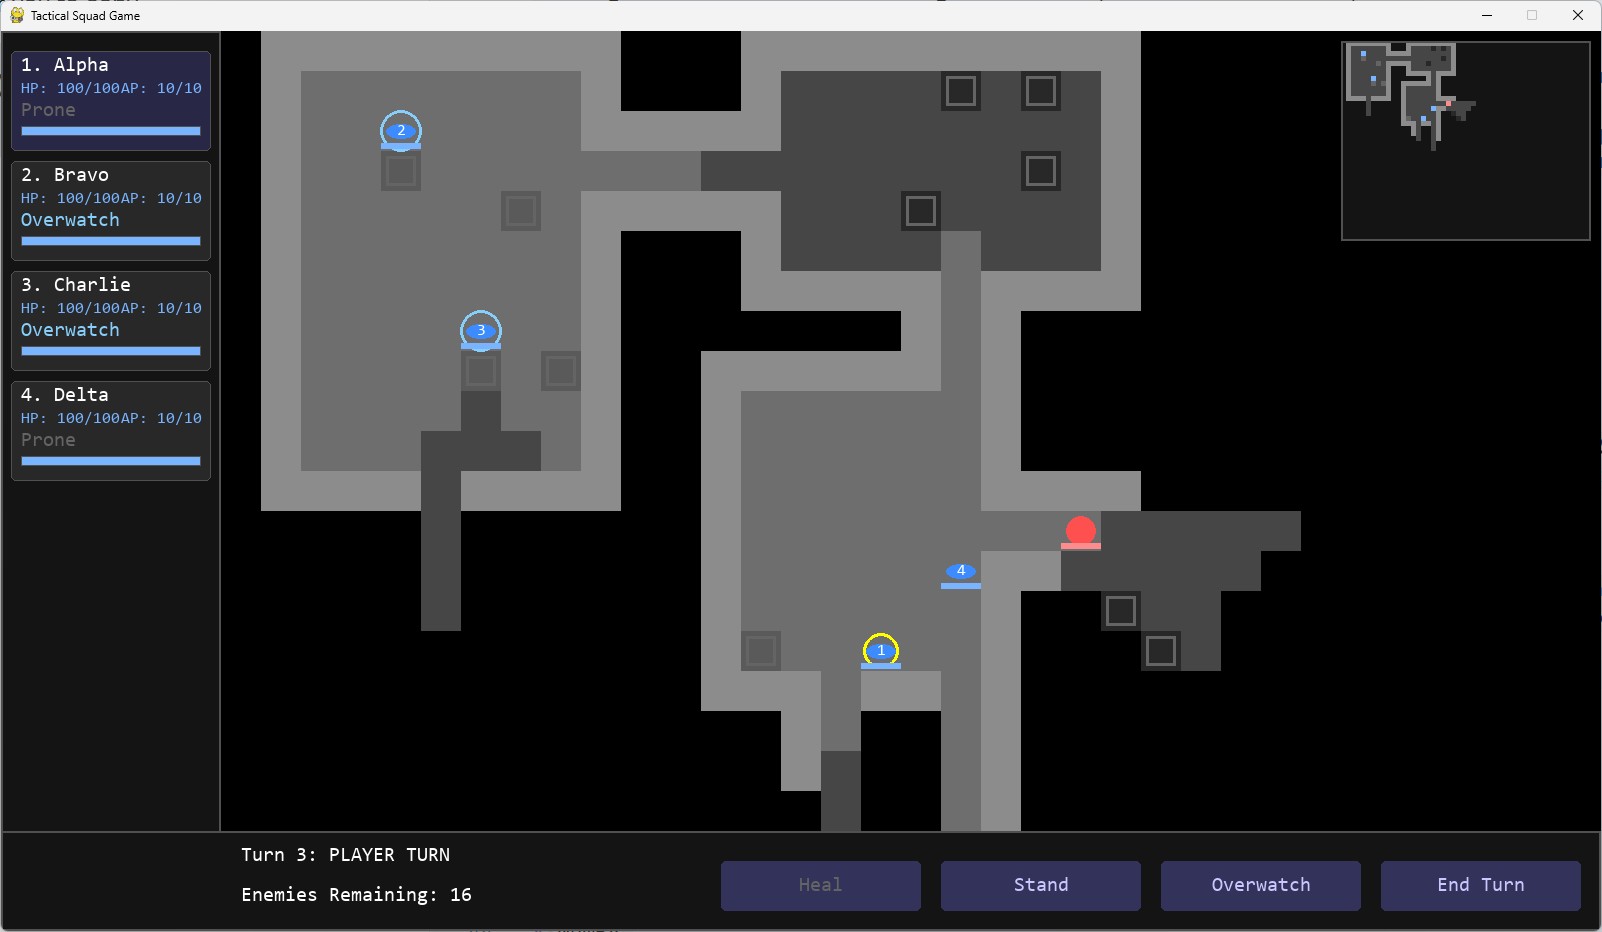 Tactical Squad Game
1. Alpha
HP: 100/100AP: 10/10
Prone
2. Bravo
HP: 100/100AP: 10/10
Overwatch
3. Charlie
HP: 100/100AP: 10/10
Overwatch
4. Delta
HP: 100/100AP: 10/10
Prone
2
3
4
1
Turn 3: PLAYER TURN
Enemies Remaining: 16
Heal
Stand
Overwatch
End Turn